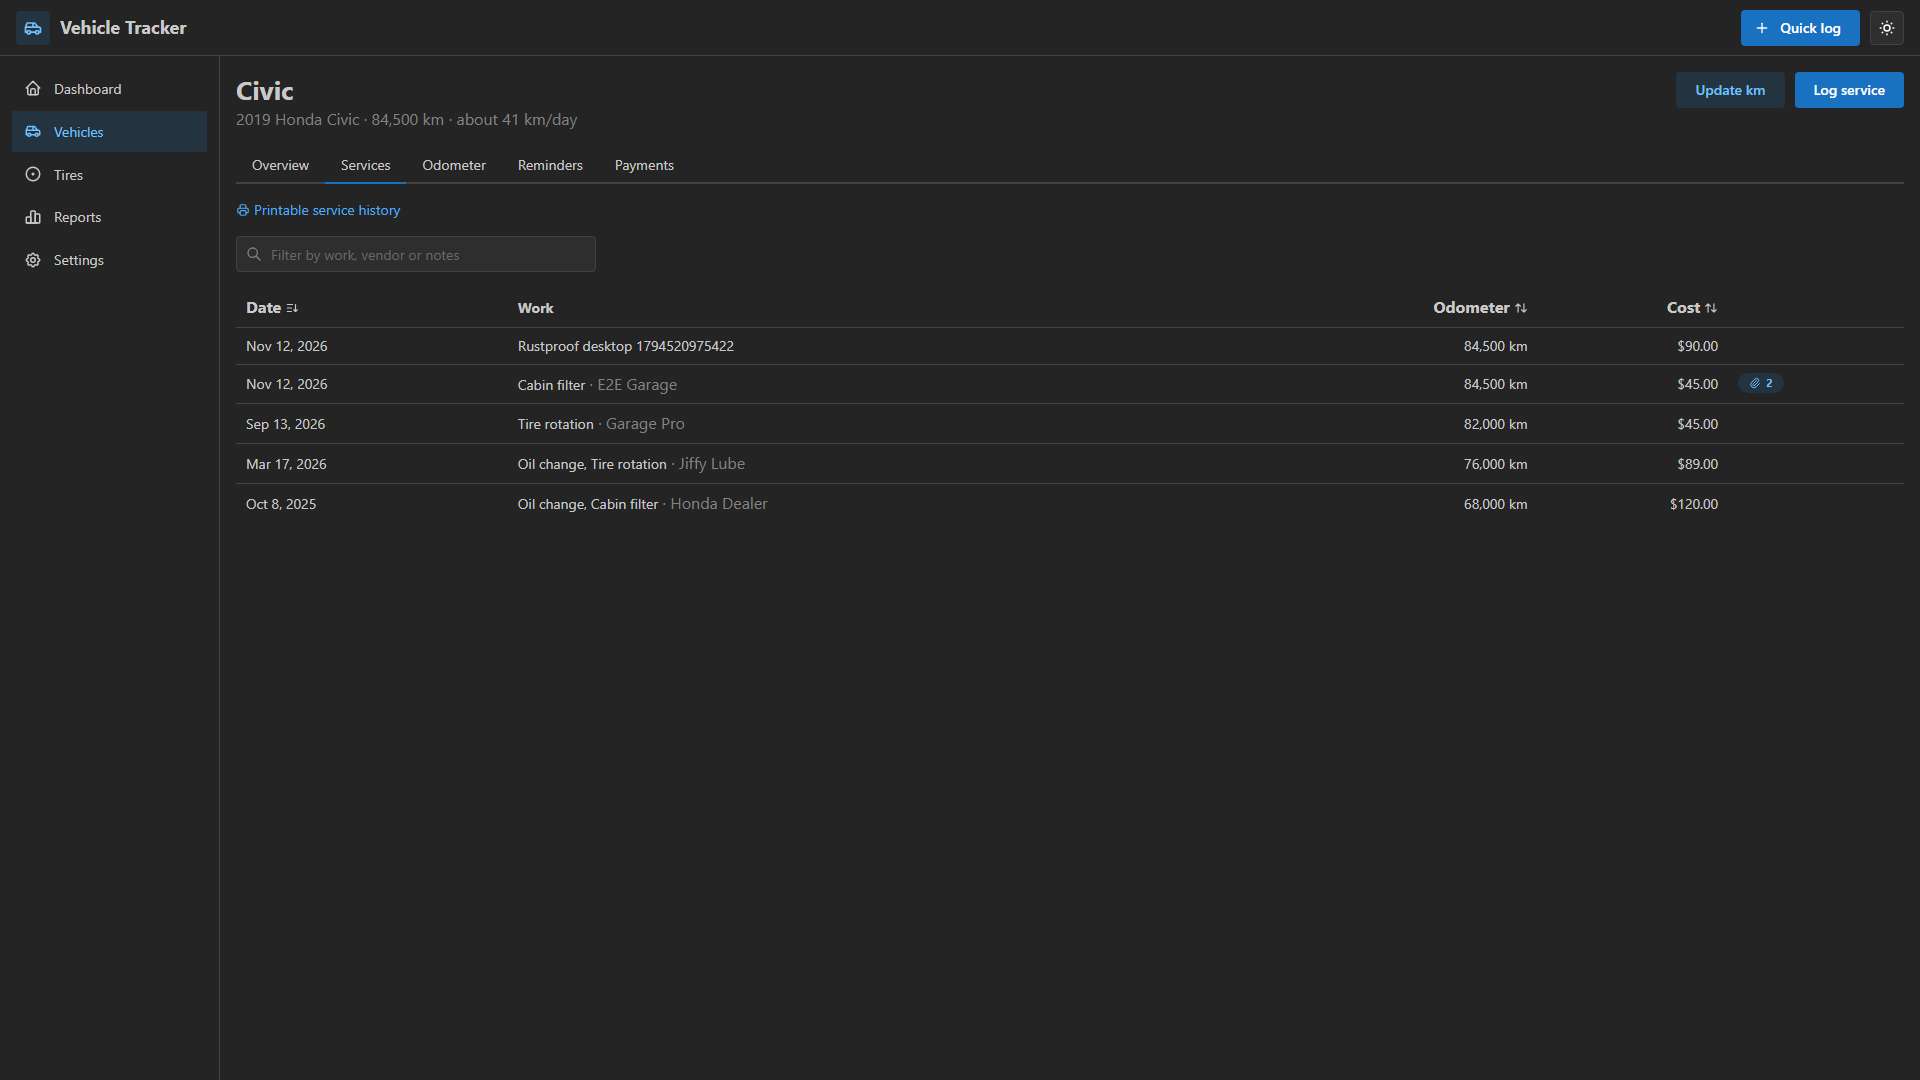 Vehicle Tracker
Quick log
Dashboard
Vehicles
Tires
Reports
Settings
Civic
2019 Honda Civic · 84,500 km · about 41 km/day
Update km
Log service
Overview Services Odometer Reminders Payments
Printable service history
Filter by work, vendor or notes
Date Work Odometer Cost
Nov 12, 2026 Rustproof desktop 1794520975422 84,500 km $90.00
Nov 12, 2026 Cabin filter · E2E Garage 84,500 km $45.00 2
Sep 13, 2026 Tire rotation · Garage Pro 82,000 km $45.00
Mar 17, 2026 Oil change, Tire rotation · Jiffy Lube 76,000 km $89.00
Oct 8, 2025 Oil change, Cabin filter · Honda Dealer 68,000 km $120.00